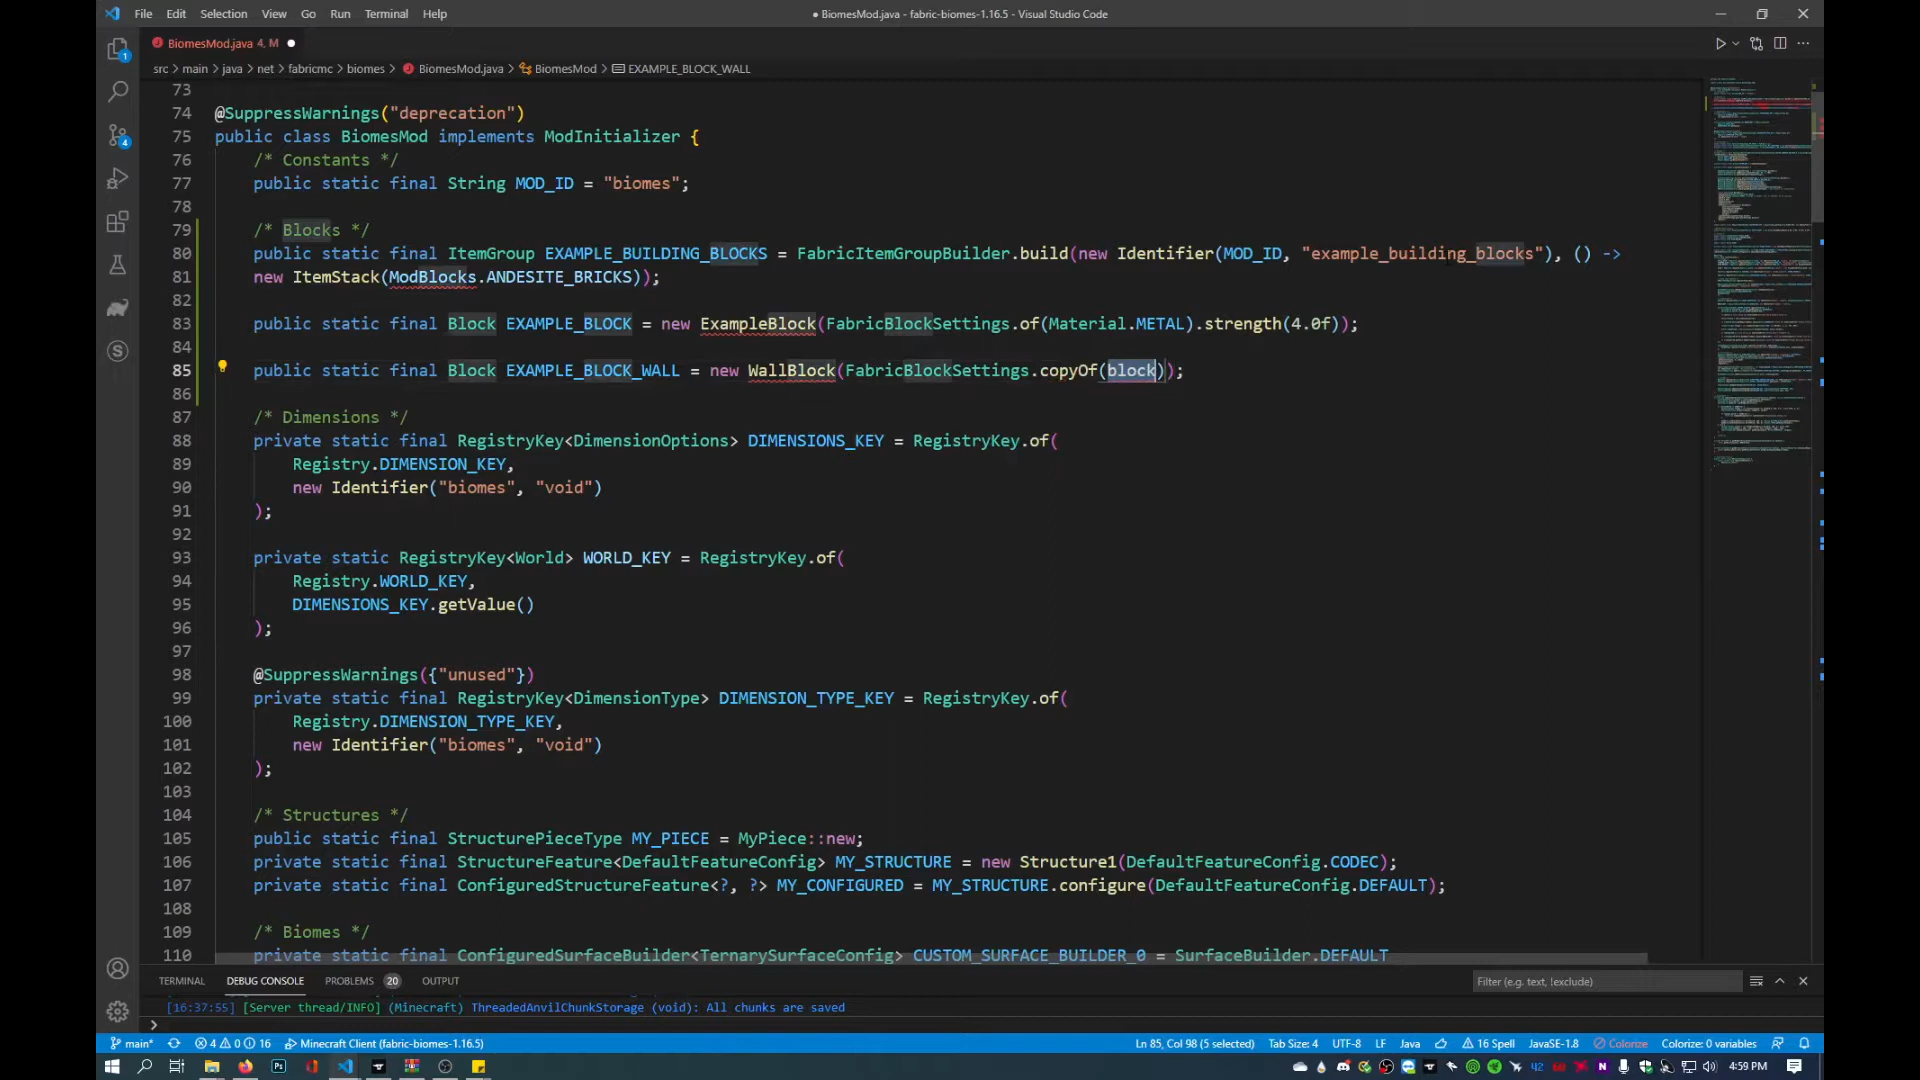 File Edit Selection View Go Run Terminal Help
● BiomesMod.java - fabric-biomes-1.16.5 - Visual Studio Code
BiomesMod.java 4, M ●
src > main > java > net > fabricmc > biomes > BiomesMod.java > BiomesMod > EXAMPLE_BLOCK_WALL
73
74 @SuppressWarnings("deprecation")
75 public class BiomesMod implements ModInitializer {
76 /* Constants */
77 public static final String MOD_ID = "biomes";
78
79 /* Blocks */
80 public static final ItemGroup EXAMPLE_BUILDING_BLOCKS = FabricItemGroupBuilder.build(new Identifier(MOD_ID, "example_building_blocks"), () ->
81 new ItemStack(ModBlocks.ANDESITE_BRICKS));
82
83 public static final Block EXAMPLE_BLOCK = new ExampleBlock(FabricBlockSettings.of(Material.METAL).strength(4.0f));
84
85 public static final Block EXAMPLE_BLOCK_WALL = new WallBlock(FabricBlockSettings.copyOf(block));
86
87 /* Dimensions */
88 private static final RegistryKey<DimensionOptions> DIMENSIONS_KEY = RegistryKey.of(
89 Registry.DIMENSION_KEY,
90 new Identifier("biomes", "void")
91 );
92
93 private static RegistryKey<World> WORLD_KEY = RegistryKey.of(
94 Registry.WORLD_KEY,
95 DIMENSIONS_KEY.getValue()
96 );
97
98 @SuppressWarnings({"unused"})
99 private static final RegistryKey<DimensionType> DIMENSION_TYPE_KEY = RegistryKey.of(
100 Registry.DIMENSION_TYPE_KEY,
101 new Identifier("biomes", "void")
102 );
103
104 /* Structures */
105 public static final StructurePieceType MY_PIECE = MyPiece::new;
106 private static final StructureFeature<DefaultFeatureConfig> MY_STRUCTURE = new Structure1(DefaultFeatureConfig.CODEC);
107 private static final ConfiguredStructureFeature<?, ?> MY_CONFIGURED = MY_STRUCTURE.configure(DefaultFeatureConfig.DEFAULT);
108
109 /* Biomes */
110 private static final ConfiguredSurfaceBuilder<TernarySurfaceConfig> CUSTOM_SURFACE_BUILDER_0 = SurfaceBuilder.DEFAULT
TERMINAL DEBUG CONSOLE PROBLEMS 20 OUTPUT
Filter (e.g. text, !exclude)
[16:37:55] [Server thread/INFO] (Minecraft) ThreadedAnvilChunkStorage (void): All chunks are saved
main* 4 0 16 Minecraft Client (fabric-biomes-1.16.5) Ln 85, Col 98 (5 selected) Tab Size: 4 UTF-8 LF Java 16 Spell JavaSE-1.8 Colorize Colorize: 0 variables
4:59 PM